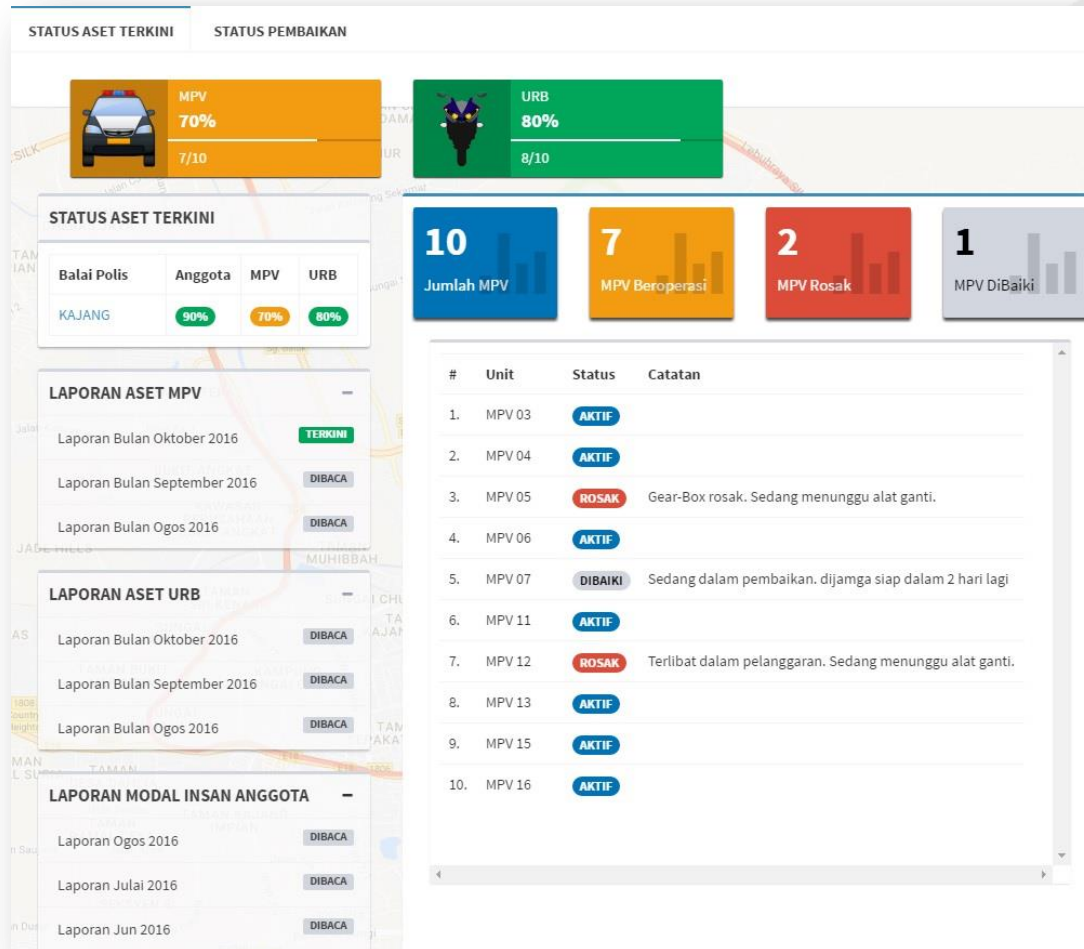 STATUS ASET TERKINI STATUS PEMBAIKAN
MPV
70%
7/10
URB
80%
8/10
STATUS ASET TERKINI
Balai Polis Anggota MPV URB
KAJANG 90% 70% 80%
LAPORAN ASET MPV −
Laporan Bulan Oktober 2016 TERKINI
Laporan Bulan September 2016 DIBACA
Laporan Bulan Ogos 2016 DIBACA
LAPORAN ASET URB −
Laporan Bulan Oktober 2016 DIBACA
Laporan Bulan September 2016 DIBACA
Laporan Bulan Ogos 2016 DIBACA
LAPORAN MODAL INSAN ANGGOTA −
Laporan Ogos 2016 DIBACA
Laporan Julai 2016 DIBACA
Laporan Jun 2016 DIBACA
10
Jumlah MPV
7
MPV Beroperasi
2
MPV Rosak
1
MPV DiBaiki
# Unit Status Catatan
1. MPV 03 AKTIF
2. MPV 04 AKTIF
3. MPV 05 ROSAK Gear-Box rosak. Sedang menunggu alat ganti.
4. MPV 06 AKTIF
5. MPV 07 DIBAIKI Sedang dalam pembaikan. dijamga siap dalam 2 hari lagi
6. MPV 11 AKTIF
7. MPV 12 ROSAK Terlibat dalam pelanggaran. Sedang menunggu alat ganti.
8. MPV 13 AKTIF
9. MPV 15 AKTIF
10. MPV 16 AKTIF
JADE HILLS
MUHIBBAH